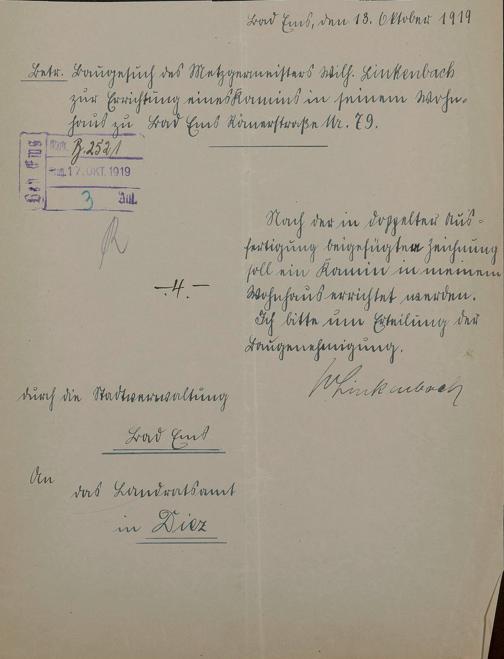 Bad Ems, den 13. Oktober 1919
Betr. Baugesuch des Metzgermeisters Wilh. Linkenbach
zur Errichtung eines Kamins in seinem Wohn-
haus zu Bad Ems Römerstraße Nr. 79.
Bad Ems
B. 2521
17. OKT. 1919
3 Anl.
Nach der in doppelter Aus-
fertigung beigefügten Zeichnung
soll ein Kamin in meinem
Wohnhaus errichtet werden.
-4.-
Ich bitte um Erteilung der
Baugenehmigung.
W Linkenbach
durch die Stadtverwaltung
Bad Ems
An
das Landratsamt
in Diez